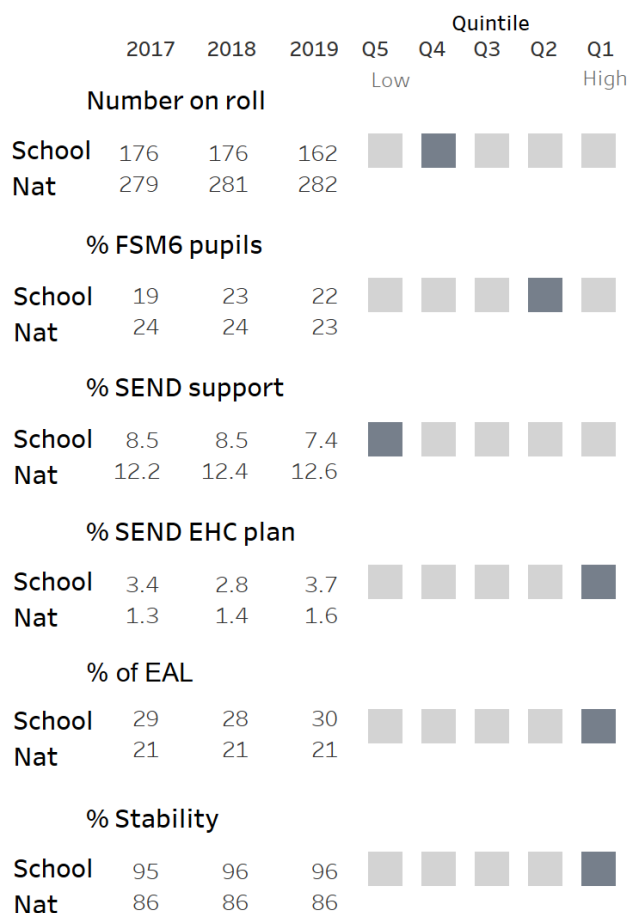 Quintile
2017 2018 2019 Q5 Q4 Q3 Q2 Q1
Low High
Number on roll
School 176 176 162
Nat 279 281 282
% FSM6 pupils
School 19 23 22
Nat 24 24 23
% SEND support
School 8.5 8.5 7.4
Nat 12.2 12.4 12.6
% SEND EHC plan
School 3.4 2.8 3.7
Nat 1.3 1.4 1.6
% of EAL
School 29 28 30
Nat 21 21 21
% Stability
School 95 96 96
Nat 86 86 86